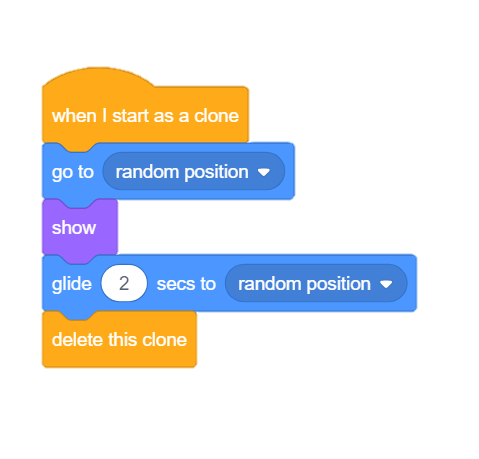 when I start as a clone
go to random position
show
glide 2 secs to random position
delete this clone